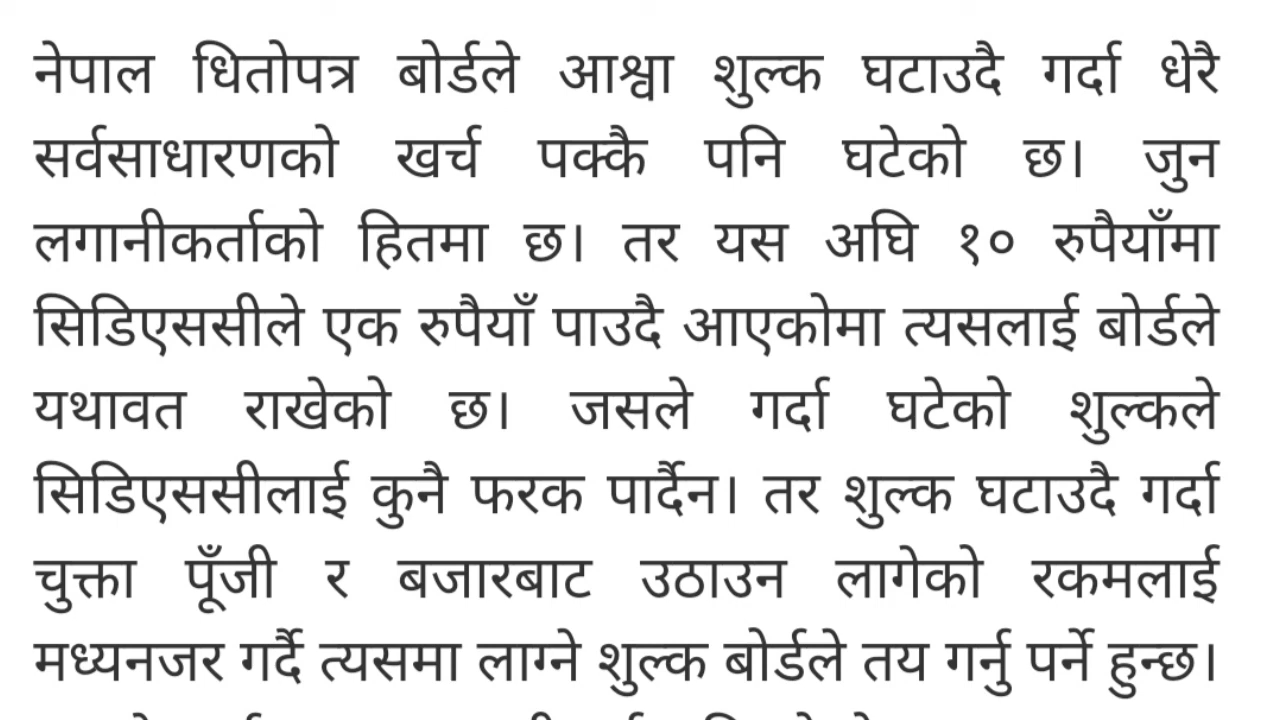 नेपाल धितोपत्र बोर्डले आश्वा शुल्क घटाउदै गर्दा धेरै
सर्वसाधारणको खर्च पक्कै पनि घटेको छ। जुन
लगानीकर्ताको हितमा छ। तर यस अघि १० रुपैयाँमा
सिडिएससीले एक रुपैयाँ पाउदै आएकोमा त्यसलाई बोर्डले
यथावत राखेको छ। जसले गर्दा घटेको शुल्कले
सिडिएससीलाई कुनै फरक पार्दैन। तर शुल्क घटाउदै गर्दा
चुक्ता पूँजी र बजारबाट उठाउन लागेको रकमलाई
मध्यनजर गर्दै त्यसमा लाग्ने शुल्क बोर्डले तय गर्नु पर्ने हुन्छ।